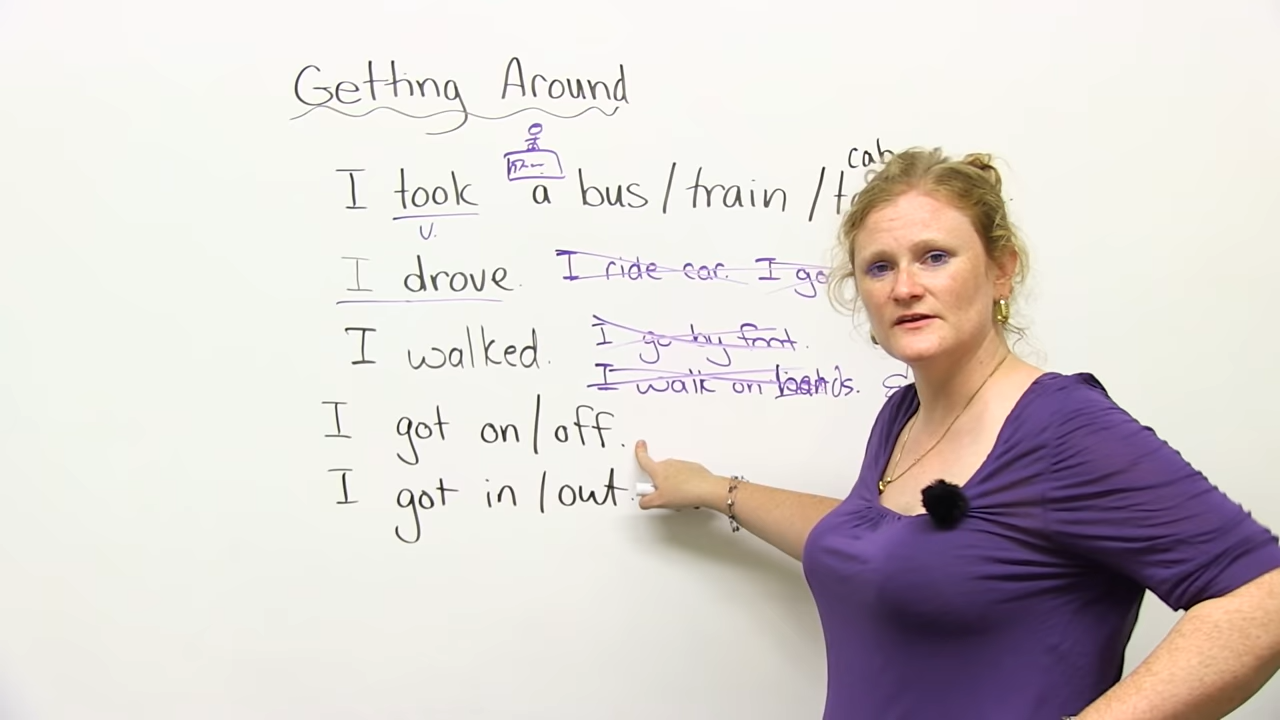 Getting Around
cab
I took a bus/train/
v.
I drove. I ride car. I go
I walked. I go by foot.
I walk on hands.
I got on/off.
I got in/out.